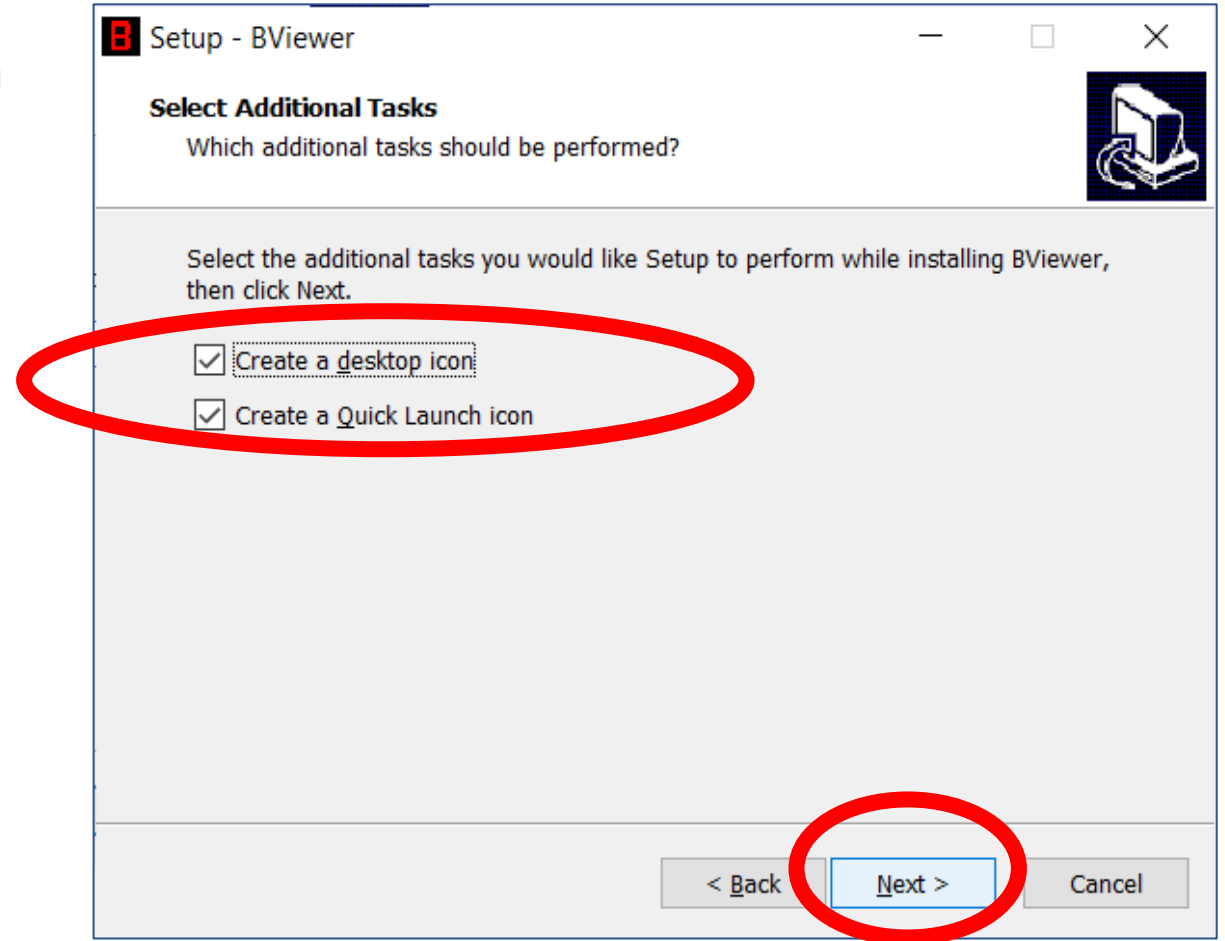 B Setup - BViewer
Select Additional Tasks
Which additional tasks should be performed?
Select the additional tasks you would like Setup to perform while installing BViewer,
then click Next.
Create a desktop icon
Create a Quick Launch icon
< Back Next > Cancel